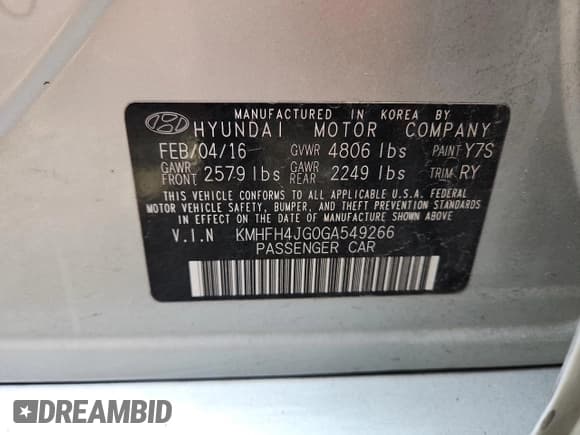 MANUFACTURED IN KOREA BY
HYUNDAI MOTOR COMPANY
FEB/04/16 GVWR 4806 lbs PAINT Y7S
GAWR FRONT 2579 lbs GAWR REAR 2249 lbs TRIM RY
THIS VEHICLE CONFORMS TO ALL APPLICABLE U.S.A. FEDERAL
MOTOR VEHICLE SAFETY, BUMPER, AND THEFT PREVENTION STANDARDS
IN EFFECT ON THE DATE OF MANUFACTURE SHOWN ABOVE.
V.I.N KMHFH4JG0GA549266
PASSENGER CAR
DREAMBID